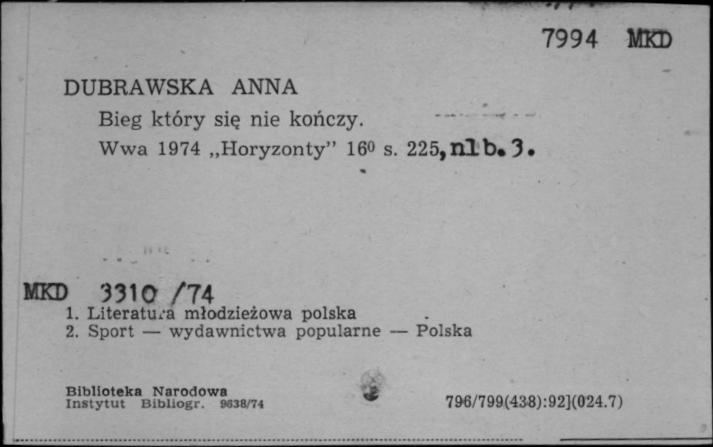 7994 MKD
DUBRAWSKA ANNA
Bieg który się nie kończy.
Wwa 1974 „Horyzonty” 16⁰ s. 225, nlb. 3.
MKD 3310 /74
1. Literatura młodzieżowa polska
2. Sport — wydawnictwa popularne — Polska
Biblioteka Narodowa
Instytut Bibliogr. 9638/74
796/799(438):92](024.7)